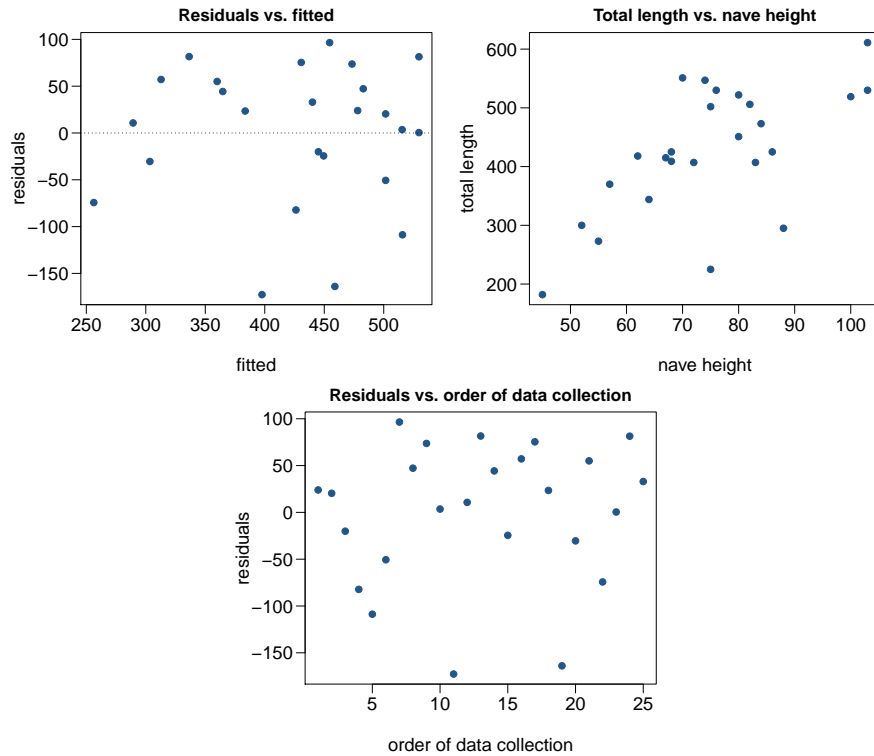 Residuals vs. fitted
100
50
0
−50
−100
−150
residuals
250 300 350 400 450 500
fitted
Total length vs. nave height
600
500
400
300
200
total length
50 60 70 80 90 100
nave height
Residuals vs. order of data collection
100
50
0
−50
−100
−150
residuals
5 10 15 20 25
order of data collection